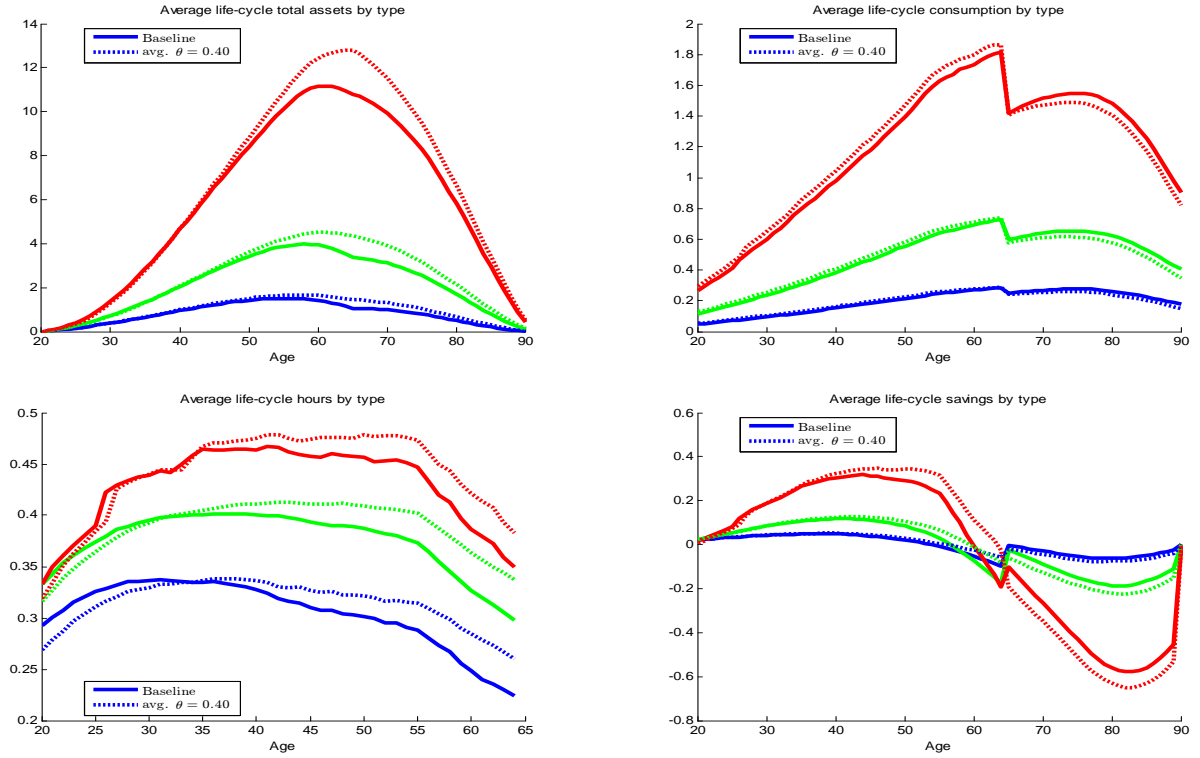 Average life-cycle total assets by type
14
12
10
8
6
4
2
0
20 30 40 50 60 70 80 90
Age
Baseline
avg. θ = 0.40
Average life-cycle consumption by type
2
1.8
1.6
1.4
1.2
1
0.8
0.6
0.4
0.2
0
20 30 40 50 60 70 80 90
Age
Baseline
avg. θ = 0.40
Average life-cycle hours by type
0.5
0.45
0.4
0.35
0.3
0.25
0.2
20 25 30 35 40 45 50 55 60 65
Age
Baseline
avg. θ = 0.40
Average life-cycle savings by type
0.6
0.4
0.2
0
-0.2
-0.4
-0.6
-0.8
20 30 40 50 60 70 80 90
Age
Baseline
avg. θ = 0.40